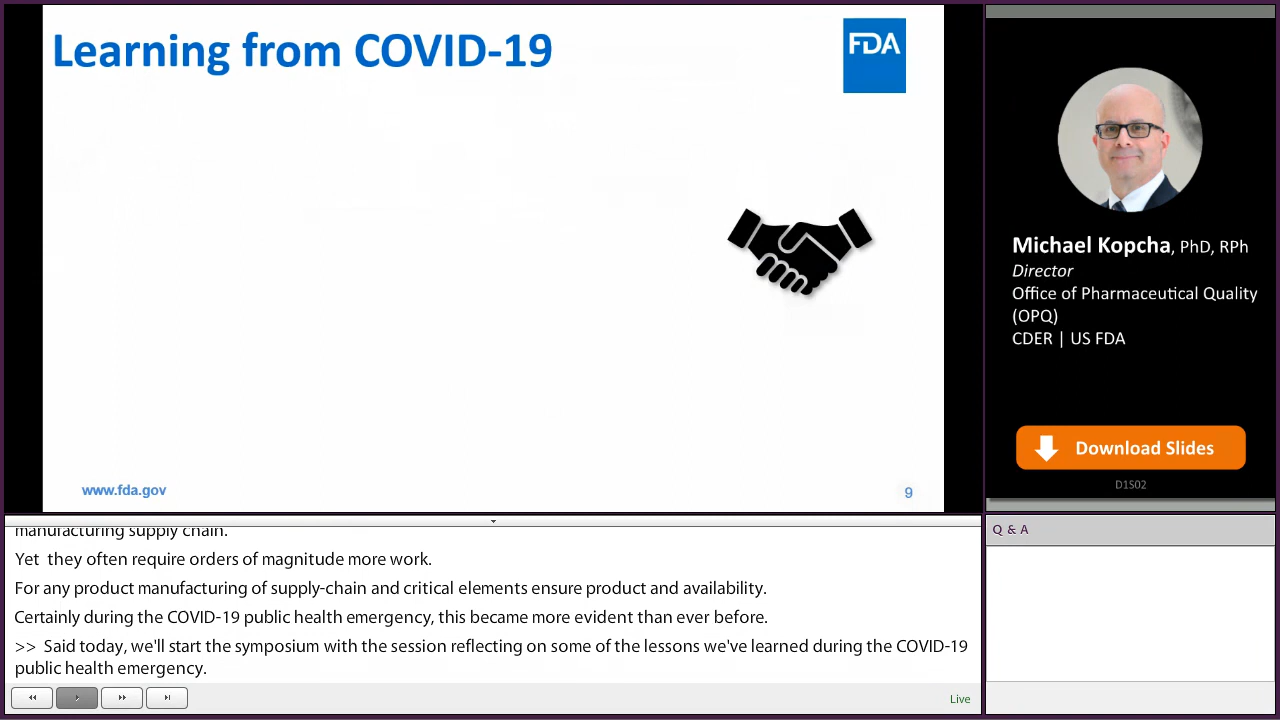 Learning from COVID-19
FDA
www.fda.gov
9
Michael Kopcha, PhD, RPh
Director
Office of Pharmaceutical Quality
(OPQ)
CDER | US FDA
Download Slides
D1S02
manufacturing supply chain.
Yet they often require orders of magnitude more work.
For any product manufacturing of supply-chain and critical elements ensure product and availability.
Certainly during the COVID-19 public health emergency, this became more evident than ever before.
>> Said today, we'll start the symposium with the session reflecting on some of the lessons we've learned during the COVID-19
public health emergency.
Live
Q & A